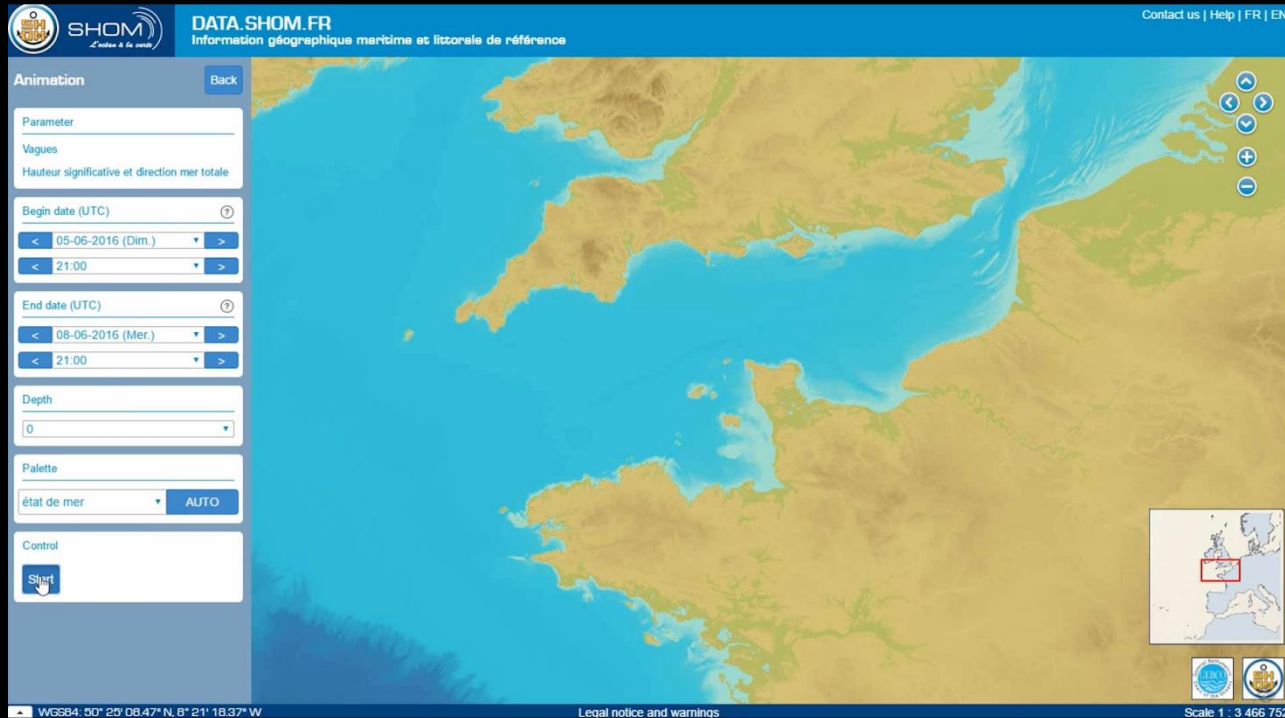 SHOM
L'océan à la carte
DATA.SHOM.FR
Information géographique maritime et littorale de référence
Contact us | Help | FR | EN
Animation
Back
Parameter
Vagues
Hauteur significative et direction mer totale
Begin date (UTC)
?
< 05-06-2016 (Dim.) >
< 21:00 >
End date (UTC)
?
< 08-06-2016 (Mer.) >
< 21:00 >
Depth
0
Palette
état de mer
AUTO
Control
Start
GEBCO
WGS84: 50° 25' 08.47" N, 8° 21' 18.37" W
Legal notice and warnings
Scale 1 : 3 466 752